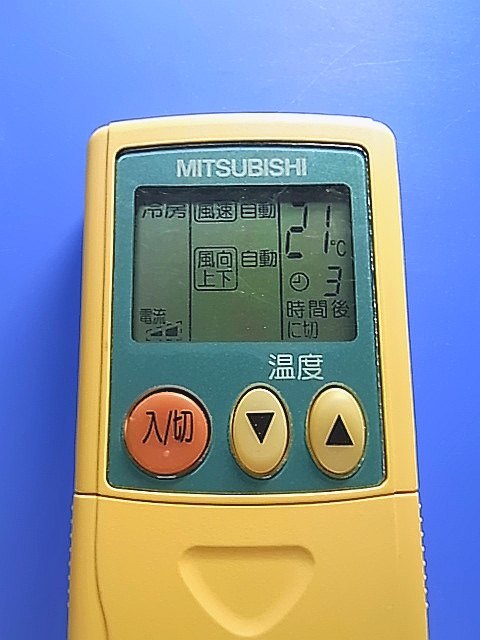 MITSUBISHI
冷房 風速 自動 21℃
風向上下 自動 3
時間後
に切
電流
温度
入/切 ▼ ▲